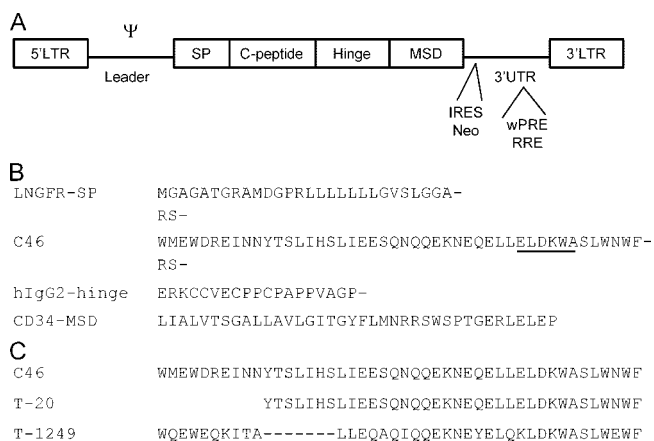 A
Ψ
5'LTR SP C-peptide Hinge MSD 3'LTR
Leader 3'UTR
IRES
Neo
wPRE
RRE
B
LNGFR-SP MGAGATGRAMDGPRLLLLLLLGVSLGGA-
RS-
C46 WMEWDREINNYTSLIHSLIEESQNQQEKNEQELLELDKWASLWNWF-
RS-
hIgG2-hinge ERKCCVECPPCPAPPVAGP-
CD34-MSD LIALVTSGALLAVLGITGYFLMNRRSWSPTGERLELEP
C
C46 WMEWDREINNYTSLIHSLIEESQNQQEKNEQELLELDKWASLWNWF
T-20 YTSLIHSLIEESQNQQEKNEQELLELDKWASLWNWF
T-1249 WQEWEQKITA-------LLEQAQIQQEKNEYELQKLDKWASLWEWF